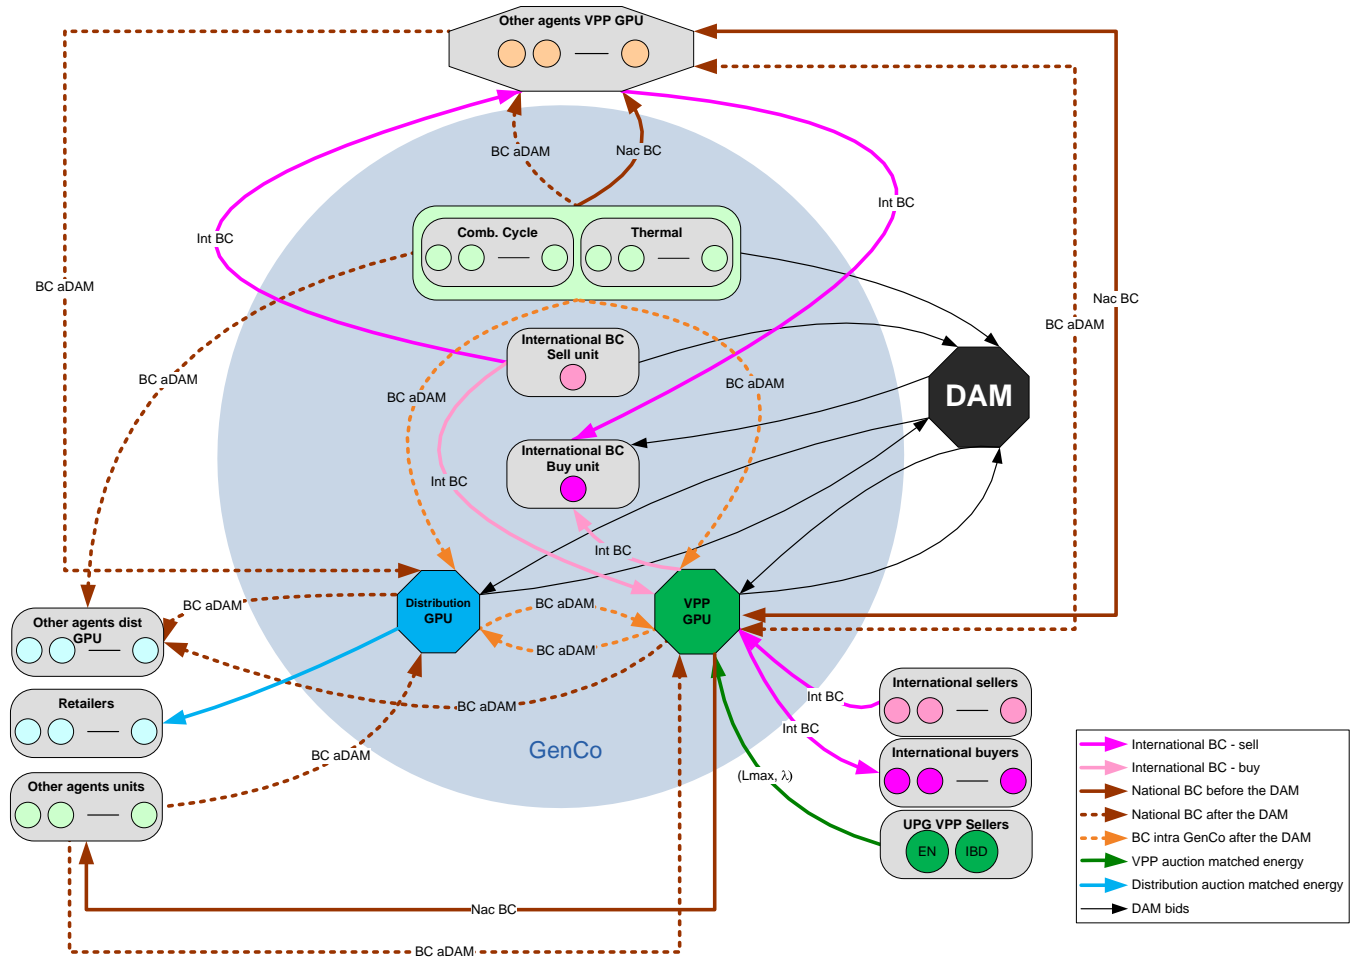 Other agents VPP GPU
BC aDAM
Nac BC
Int BC
Int BC
Comb. Cycle
Thermal
BC aDAM
Nac BC
BC aDAM
International BC
Sell unit
BC aDAM
BC aDAM
BC aDAM
DAM
International BC
Buy unit
Int BC
Int BC
Distribution
GPU
VPP
GPU
BC aDAM
BC aDAM
BC aDAM
Other agents dist
GPU
BC aDAM
International sellers
Int BC
Retailers
Int BC
International buyers
GenCo
BC aDAM
(Lmax, λ)
Other agents units
UPG VPP Sellers
EN
IBD
Nac BC
BC aDAM
International BC - sell
International BC - buy
National BC before the DAM
National BC after the DAM
BC intra GenCo after the DAM
VPP auction matched energy
Distribution auction matched energy
DAM bids